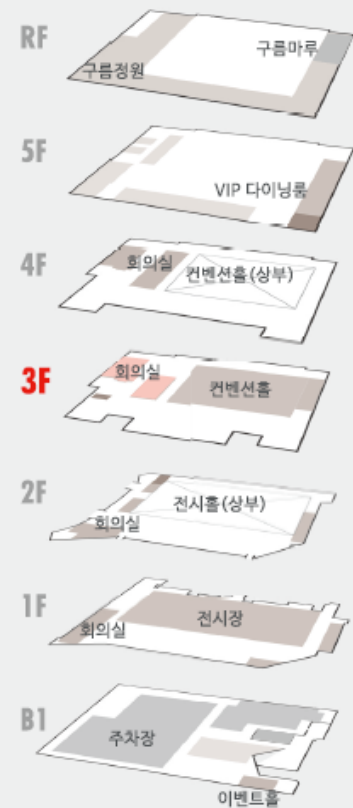 RF
구름마루
구름정원
5F
VIP 다이닝룸
4F
회의실
컨벤션홀(상부)
3F
회의실
컨벤션홀
2F
전시홀(상부)
회의실
1F
전시장
회의실
B1
주차장
이벤트홀